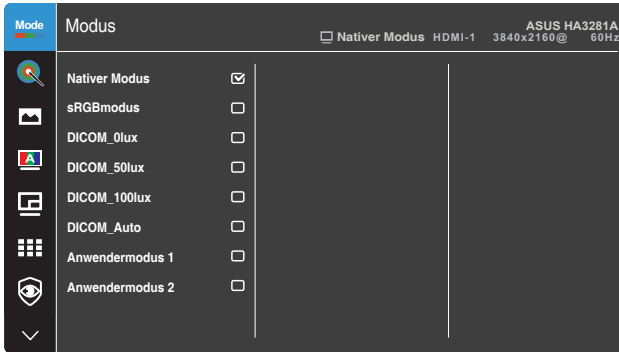 Mode
Modus
ASUS HA3281A
Nativer Modus HDMI-1 3840x2160@ 60Hz
Nativer Modus
sRGBmodus
DICOM_0lux
A
DICOM_50lux
DICOM_100lux
DICOM_Auto
Anwendermodus 1
Anwendermodus 2